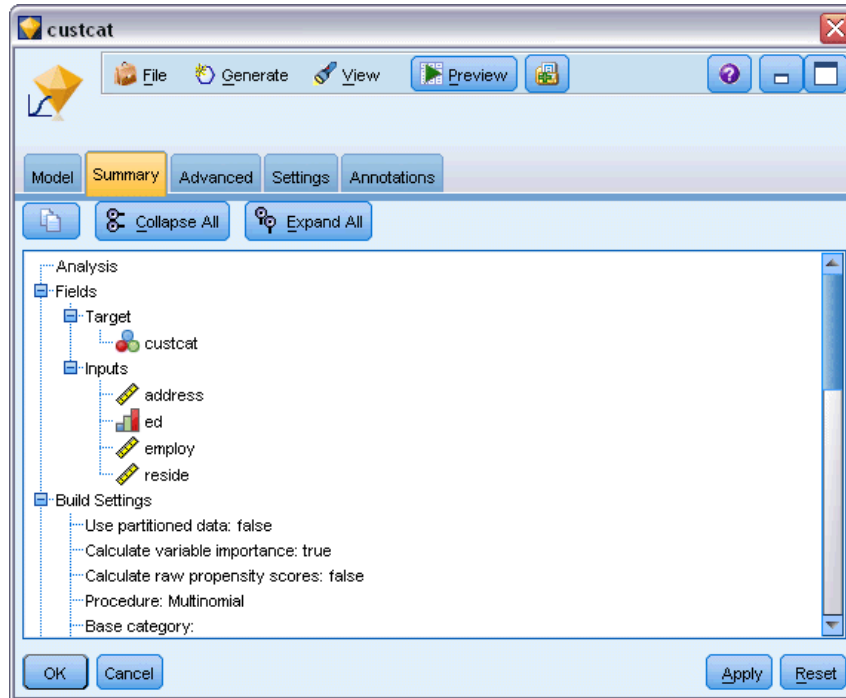 custcat
File Generate View Preview
Model Summary Advanced Settings Annotations
Collapse All Expand All
Analysis
Fields
Target
custcat
Inputs
address
ed
employ
reside
Build Settings
Use partitioned data: false
Calculate variable importance: true
Calculate raw propensity scores: false
Procedure: Multinomial
Base category:
OK Cancel Apply Reset